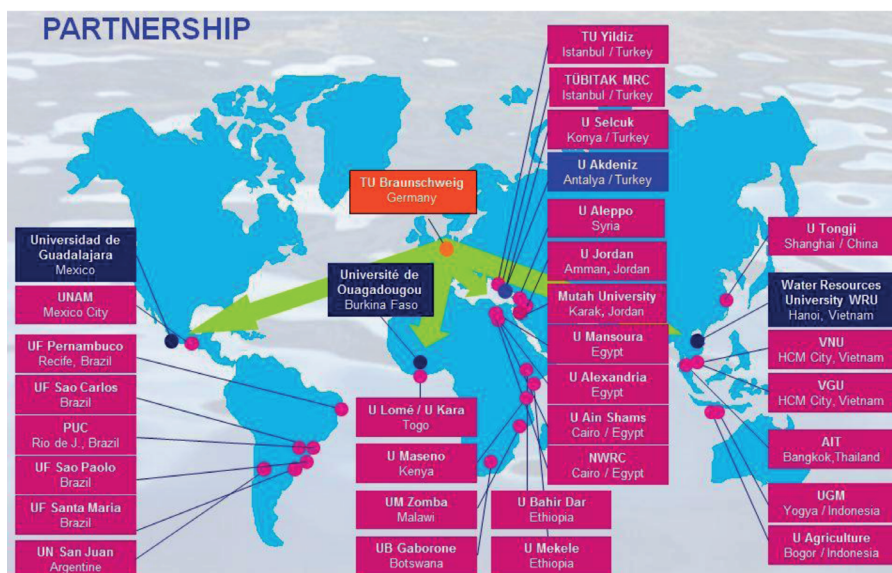 PARTNERSHIP
TU Yildiz
Istanbul / Turkey
TÜBITAK MRC
Istanbul / Turkey
U Selcuk
Konya / Turkey
U Akdeniz
Antalya / Turkey
TU Braunschweig
Germany
U Aleppo
Syria
U Jordan
Amman, Jordan
Mutah University
Karak, Jordan
U Mansoura
Egypt
U Alexandria
Egypt
U Ain Shams
Cairo / Egypt
NWRC
Cairo / Egypt
Universidad de
Guadalajara
Mexico
UNAM
Mexico City
UF Pernambuco
Recife, Brazil
UF Sao Carlos
Brazil
PUC
Rio de J., Brazil
UF Sao Paolo
Brazil
UF Santa Maria
Brazil
UN San Juan
Argentine
Université de
Ouagadougou
Burkina Faso
U Lomé / U Kara
Togo
U Maseno
Kenya
UM Zomba
Malawi
UB Gaborone
Botswana
U Bahir Dar
Ethiopia
U Mekele
Ethiopia
U Tongji
Shanghai / China
Water Resources
University WRU
Hanoi, Vietnam
VNU
HCM City, Vietnam
VGU
HCM City, Vietnam
AIT
Bangkok,Thailand
UGM
Yogya / Indonesia
U Agriculture
Bogor / Indonesia